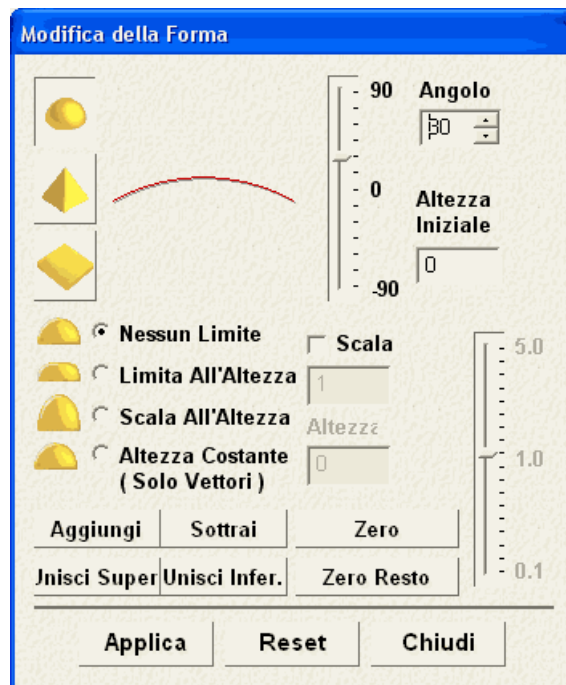 Modifica della Forma
90
Angolo
30
0
Altezza
Iniziale
0
-90
Nessun Limite
Scala
5.0
Limita All'Altezza
1
Scala All'Altezza
Altezza
1.0
Altezza Costante
( Solo Vettori )
0
Aggiungi
Sottrai
Zero
Jnisci Super
Unisci Infer.
Zero Resto
0.1
Applica
Reset
Chiudi